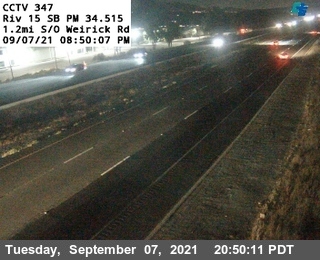 CCTV 347
Riv 15 SB PM 34.515
1.2mi S/O Weirick Rd
09/07/21 08:50:07 PM
Tuesday, September 07, 2021 20:50:11 PDT